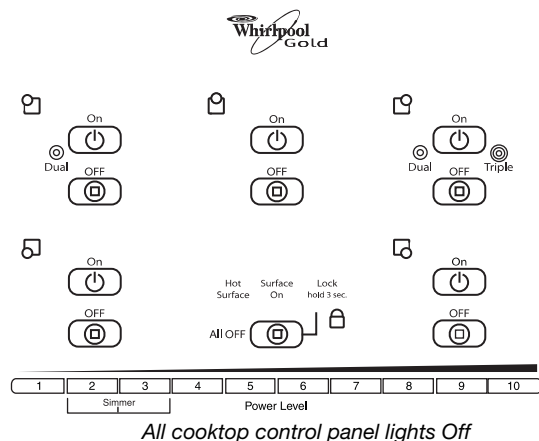 Whirlpool
Gold
On On On
Dual Dual Triple
OFF OFF OFF
On On
Hot Surface Lock
Surface On hold 3 sec.
OFF All OFF OFF
1 2 3 4 5 6 7 8 9 10
Simmer Power Level
All cooktop control panel lights Off